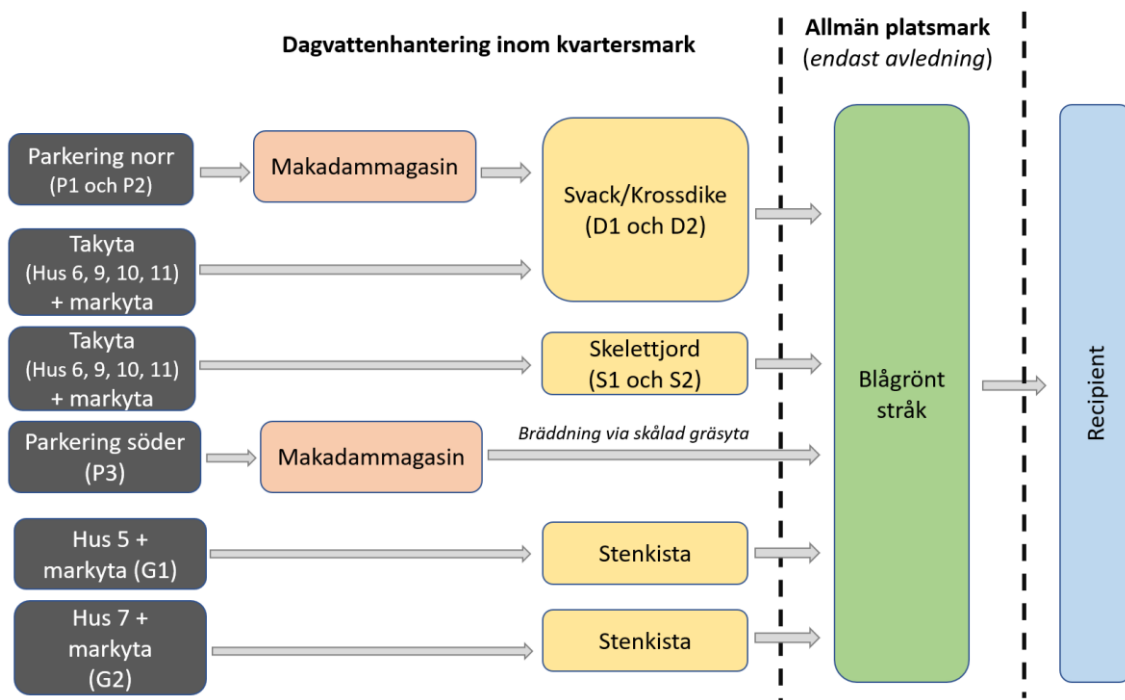 Dagvattenhantering inom kvartersmark
Allmän platsmark
(endast avledning)
Parkering norr
(P1 och P2)
Makadammagasin
Svack/Krossdike
(D1 och D2)
Takyta
(Hus 6, 9, 10, 11)
+ markyta
Takyta
(Hus 6, 9, 10, 11)
+ markyta
Skelettjord
(S1 och S2)
Parkering söder
(P3)
Makadammagasin
Bräddning via skålad gräsyta
Hus 5 +
markyta (G1)
Stenkista
Hus 7 +
markyta
(G2)
Stenkista
Blågrönt
stråk
Recipient